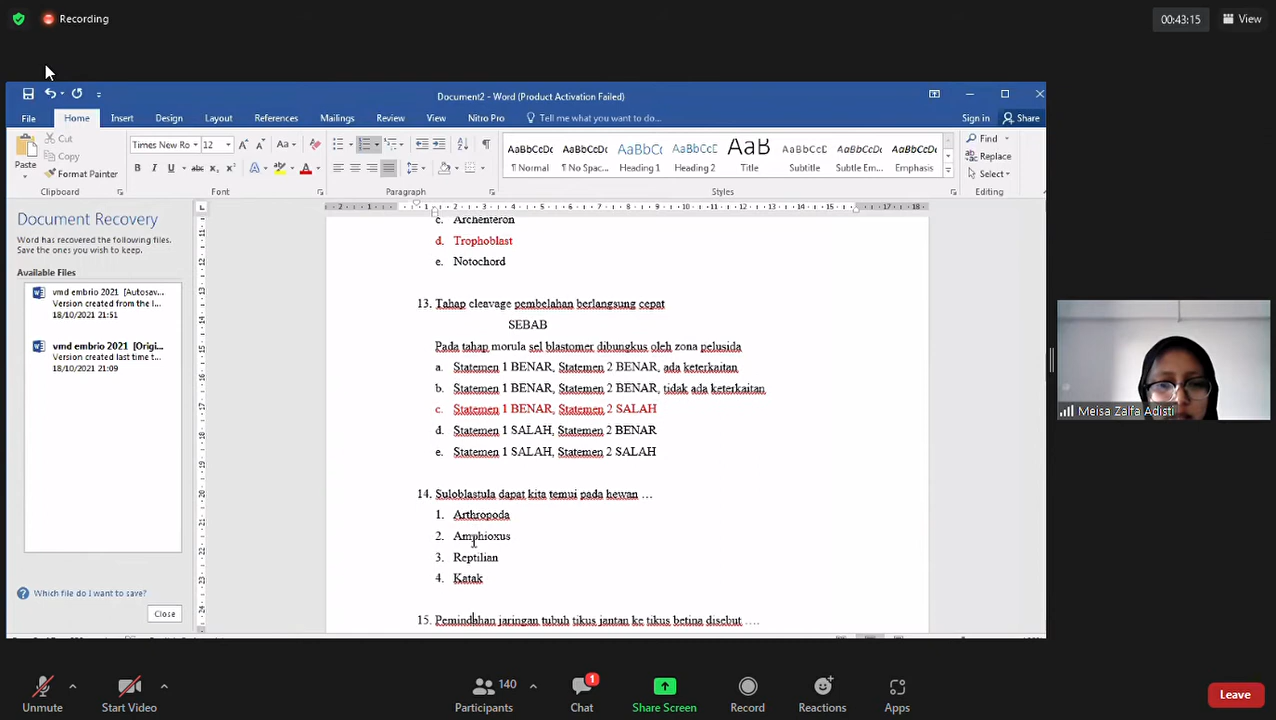 Recording
00:43:15
View
Document2 - Word (Product Activation Failed)
File
Home
Insert
Design
Layout
References
Mailings
Review
View
Nitro Pro
Tell me what you want to do...
Sign in
Share
Paste
Cut
Copy
Format Painter
Clipboard
Times New Ro
12
Font
Paragraph
AaBbCcDc
¶ Normal
AaBbCcDc
¶ No Spac...
AaBbCc
Heading 1
AaBbCcC
Heading 2
AaB
Title
AaBbCcC
Subtitle
AaBbCcDc
Subtle Em...
AaBbCcDc
Emphasis
Styles
Find
Replace
Select
Editing
Document Recovery
Word has recovered the following files.
Save the ones you wish to keep.
Available Files
vmd embrio 2021 [Autosav...
Version created from the l...
18/10/2021 21:51
vmd embrio 2021 [Origi...
Version created last time t...
18/10/2021 21:09
Which file do I want to save?
Close
c. Archenteron
d. Trophoblast
e. Notochord
13. Tahap cleavage pembelahan berlangsung cepat
SEBAB
Pada tahap morula sel blastomer dibungkus oleh zona pelusida
a. Statemen 1 BENAR, Statemen 2 BENAR, ada keterkaitan
b. Statemen 1 BENAR, Statemen 2 BENAR, tidak ada keterkaitan
c. Statemen 1 BENAR, Statemen 2 SALAH
d. Statemen 1 SALAH, Statemen 2 BENAR
e. Statemen 1 SALAH, Statemen 2 SALAH
14. Suloblastula dapat kita temui pada hewan …
1. Arthropoda
2. Amphioxus
3. Reptilian
4. Katak
15. Pemindahan jaringan tubuh tikus jantan ke tikus betina disebut ….
Meisa Zalfa Adisti
Unmute
Start Video
140
Participants
1
Chat
Share Screen
Record
Reactions
Apps
Leave